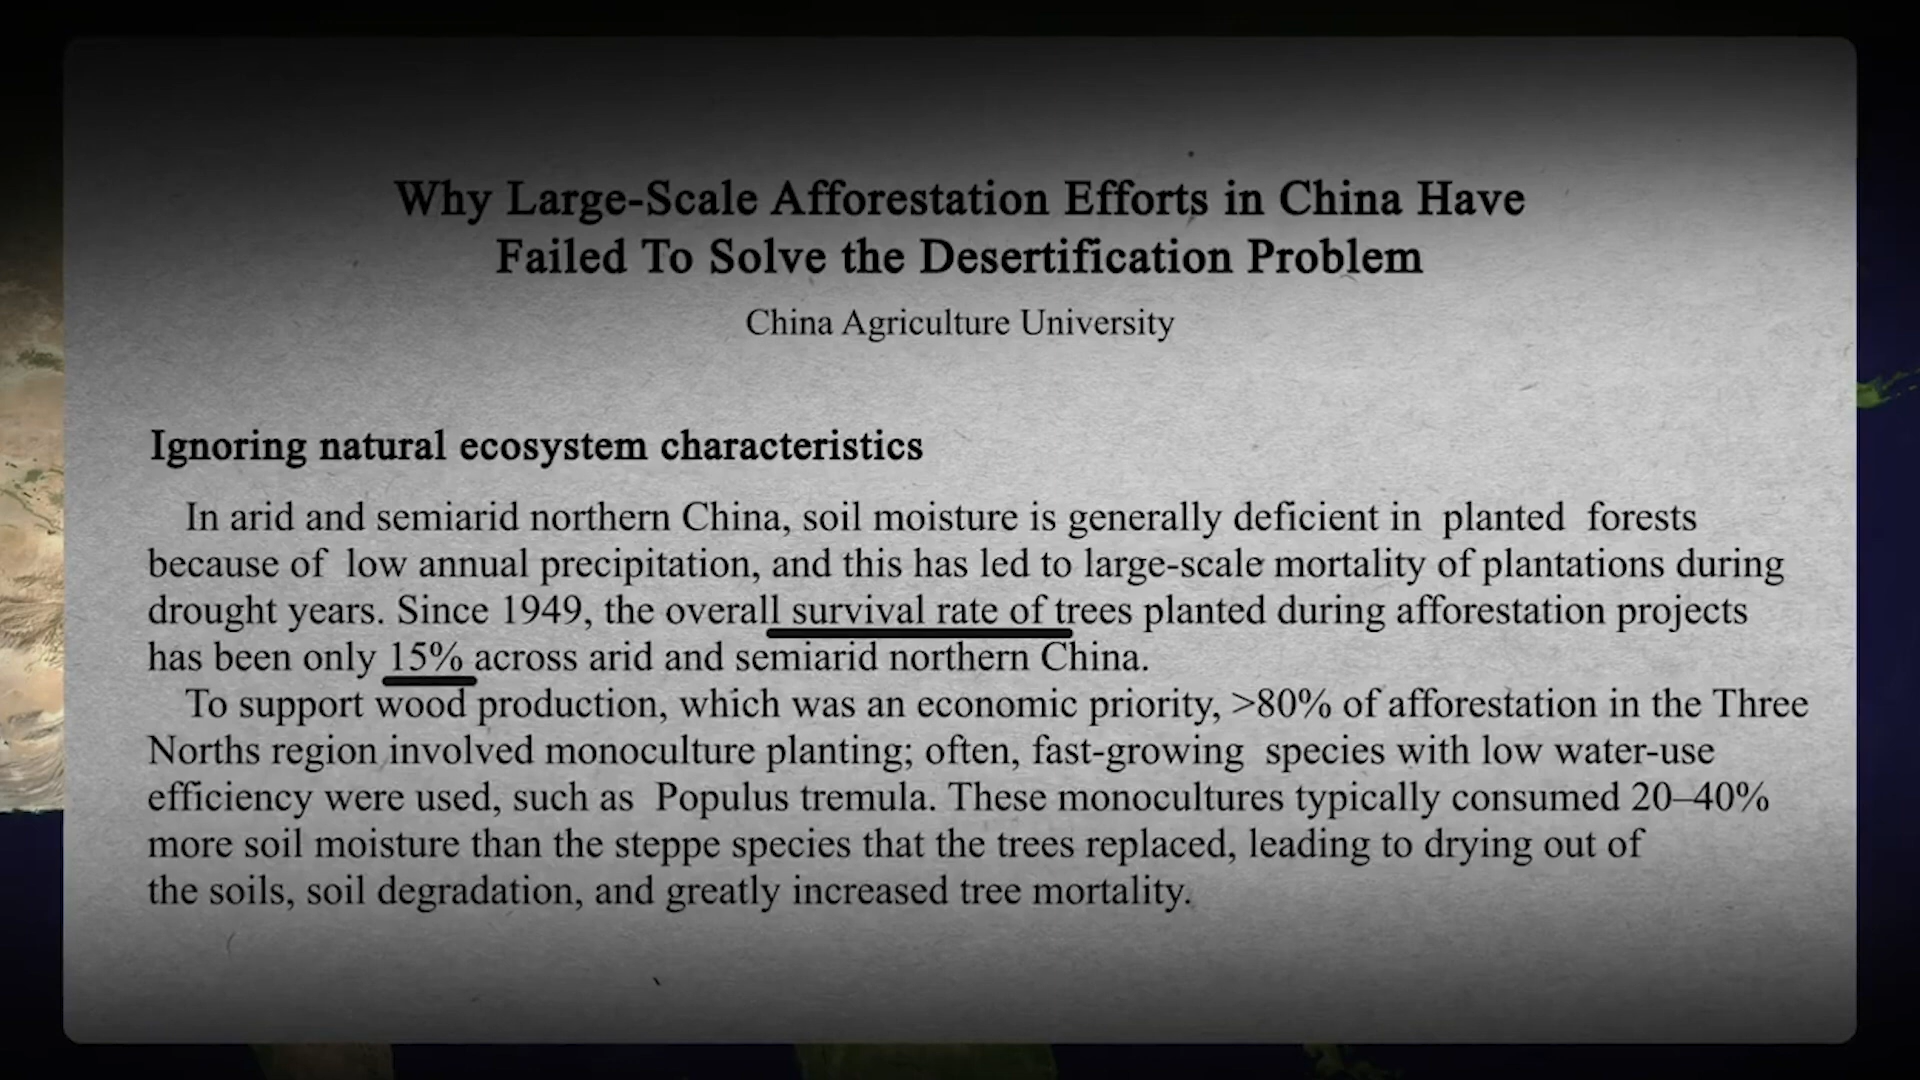 Why Large-Scale Afforestation Efforts in China Have
Failed To Solve the Desertification Problem
China Agriculture University
Ignoring natural ecosystem characteristics
In arid and semiarid northern China, soil moisture is generally deficient in planted forests
because of low annual precipitation, and this has led to large-scale mortality of plantations during
drought years. Since 1949, the overall survival rate of trees planted during afforestation projects
has been only 15% across arid and semiarid northern China.
To support wood production, which was an economic priority, >80% of afforestation in the Three
Norths region involved monoculture planting; often, fast-growing species with low water-use
efficiency were used, such as Populus tremula. These monocultures typically consumed 20–40%
more soil moisture than the steppe species that the trees replaced, leading to drying out of
the soils, soil degradation, and greatly increased tree mortality.